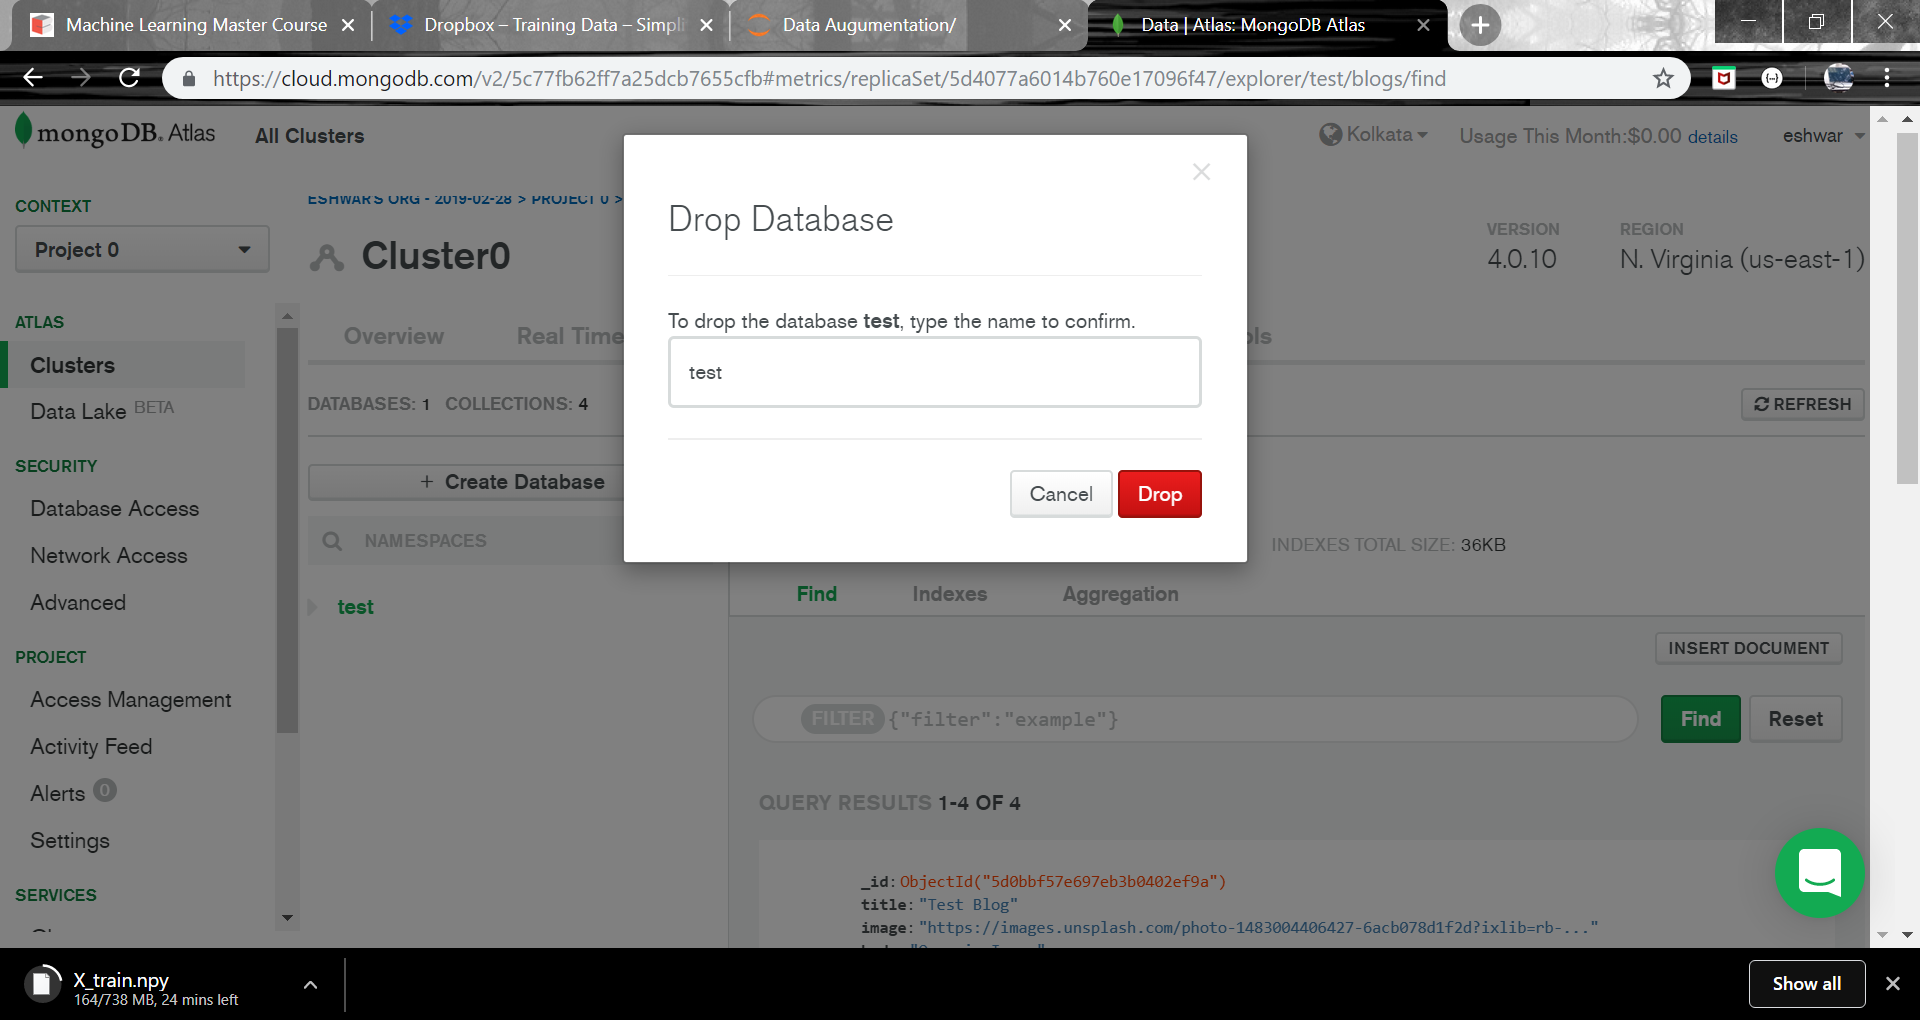 Machine Learning Master Course
Dropbox – Training Data – Simpli
Data Augumentation/
Data | Atlas: MongoDB Atlas
https://cloud.mongodb.com/v2/5c77fb62ff7a25dcb7655cfb#metrics/replicaSet/5d4077a6014b760e17096f47/explorer/test/blogs/find
mongoDB. Atlas
All Clusters
Kolkata
Usage This Month:$0.00 details
eshwar
CONTEXT
Project 0
ESHWAR'S ORG - 2019-02-28 > PROJECT 0 >
Cluster0
VERSION
4.0.10
REGION
N. Virginia (us-east-1)
ATLAS
Clusters
Data Lake BETA
SECURITY
Database Access
Network Access
Advanced
PROJECT
Access Management
Activity Feed
Alerts 0
Settings
SERVICES
Overview
Real Time
ols
DATABASES: 1 COLLECTIONS: 4
REFRESH
+ Create Database
NAMESPACES
test
Drop Database
To drop the database test, type the name to confirm.
test
Cancel
Drop
INDEXES TOTAL SIZE: 36KB
Find
Indexes
Aggregation
INSERT DOCUMENT
FILTER {"filter":"example"}
Find
Reset
QUERY RESULTS 1-4 OF 4
_id: ObjectId("5d0bbf57e697eb3b0402ef9a")
title: "Test Blog"
image: "https://images.unsplash.com/photo-1483004406427-6acb078d1f2d?ixlib=rb-..."
X_train.npy
164/738 MB, 24 mins left
Show all